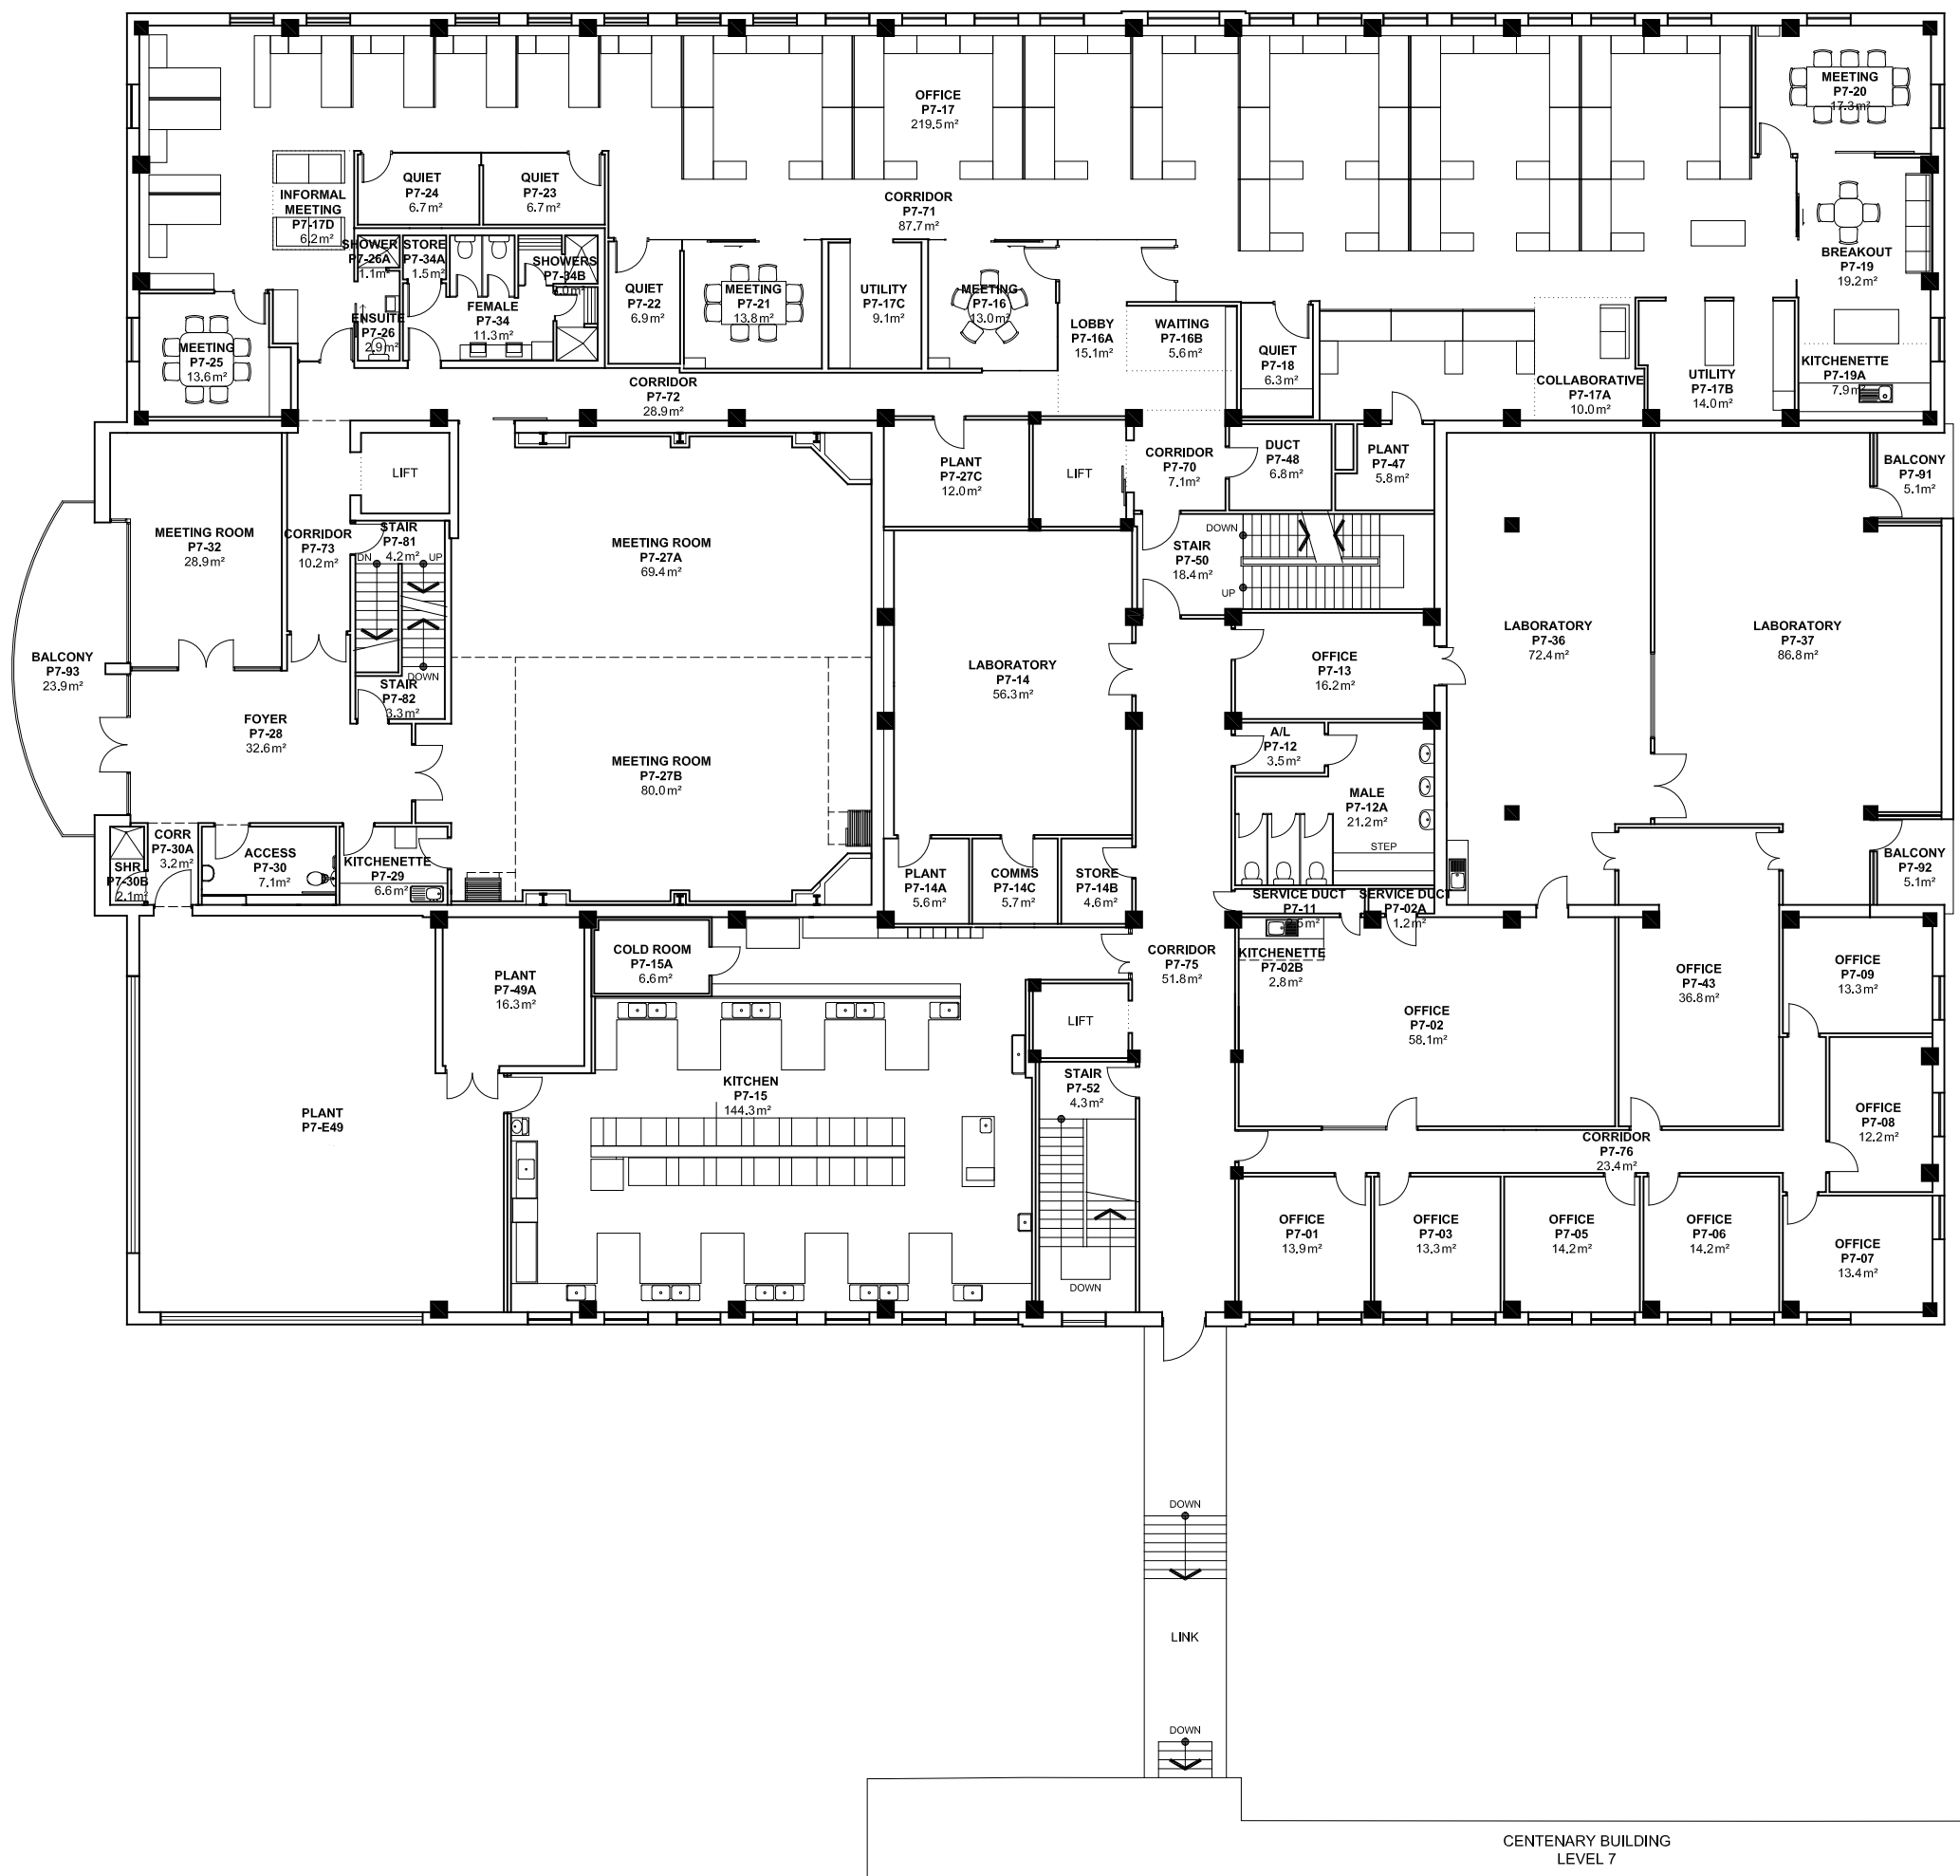 OFFICE
P7-17
219.5m²
MEETING
P7-20
17.3m²
QUIET
P7-24
6.7m²
QUIET
P7-23
6.7m²
INFORMAL
MEETING
P7-17D
6.2m²
CORRIDOR
P7-71
87.7m²
BREAKOUT
P7-19
19.2m²
SHOWER
P7-26A
1.1m²
STORE
P7-34A
1.5m²
SHOWERS
P7-34B
QUIET
P7-22
6.9m²
MEETING
P7-21
13.8m²
UTILITY
P7-17C
9.1m²
MEETING
P7-16
13.0m²
FEMALE
P7-34
11.3m²
ENSUITE
P7-26
2.9m²
LOBBY
P7-16A
15.1m²
WAITING
P7-16B
5.6m²
QUIET
P7-18
6.3m²
MEETING
P7-25
13.6m²
KITCHENETTE
P7-19A
7.9m²
COLLABORATIVE
P7-17A
10.0m²
UTILITY
P7-17B
14.0m²
CORRIDOR
P7-72
28.9m²
LIFT
PLANT
P7-27C
12.0m²
LIFT
CORRIDOR
P7-70
7.1m²
DUCT
P7-48
6.8m²
PLANT
P7-47
5.8m²
BALCONY
P7-91
5.1m²
MEETING ROOM
P7-32
28.9m²
CORRIDOR
P7-73
10.2m²
STAIR
P7-81
4.2m²
DN
UP
MEETING ROOM
P7-27A
69.4m²
DOWN
STAIR
P7-50
18.4m²
UP
BALCONY
P7-93
23.9m²
LABORATORY
P7-14
56.3m²
OFFICE
P7-13
16.2m²
LABORATORY
P7-36
72.4m²
LABORATORY
P7-37
86.8m²
DOWN
STAIR
P7-82
3.3m²
FOYER
P7-28
32.6m²
A/L
P7-12
3.5m²
MEETING ROOM
P7-27B
80.0m²
MALE
P7-12A
21.2m²
STEP
CORR
P7-30A
3.2m²
ACCESS
P7-30
7.1m²
SHR
P7-30B
2.1m²
KITCHENETTE
P7-29
6.6m²
PLANT
P7-14A
5.6m²
COMMS
P7-14C
5.7m²
STORE
P7-14B
4.6m²
BALCONY
P7-92
5.1m²
SERVICE DUCT
P7-11
SERVICE DUCT
P7-02A
1.2m²
PLANT
P7-49A
16.3m²
COLD ROOM
P7-15A
6.6m²
CORRIDOR
P7-75
51.8m²
KITCHENETTE
P7-02B
2.8m²
OFFICE
P7-02
58.1m²
OFFICE
P7-43
36.8m²
OFFICE
P7-09
13.3m²
LIFT
KITCHEN
P7-15
144.3m²
STAIR
P7-52
4.3m²
PLANT
P7-E49
OFFICE
P7-08
12.2m²
CORRIDOR
P7-76
23.4m²
OFFICE
P7-01
13.9m²
OFFICE
P7-03
13.3m²
OFFICE
P7-05
14.2m²
OFFICE
P7-06
14.2m²
OFFICE
P7-07
13.4m²
DOWN
DOWN
LINK
DOWN
CENTENARY BUILDING
LEVEL 7